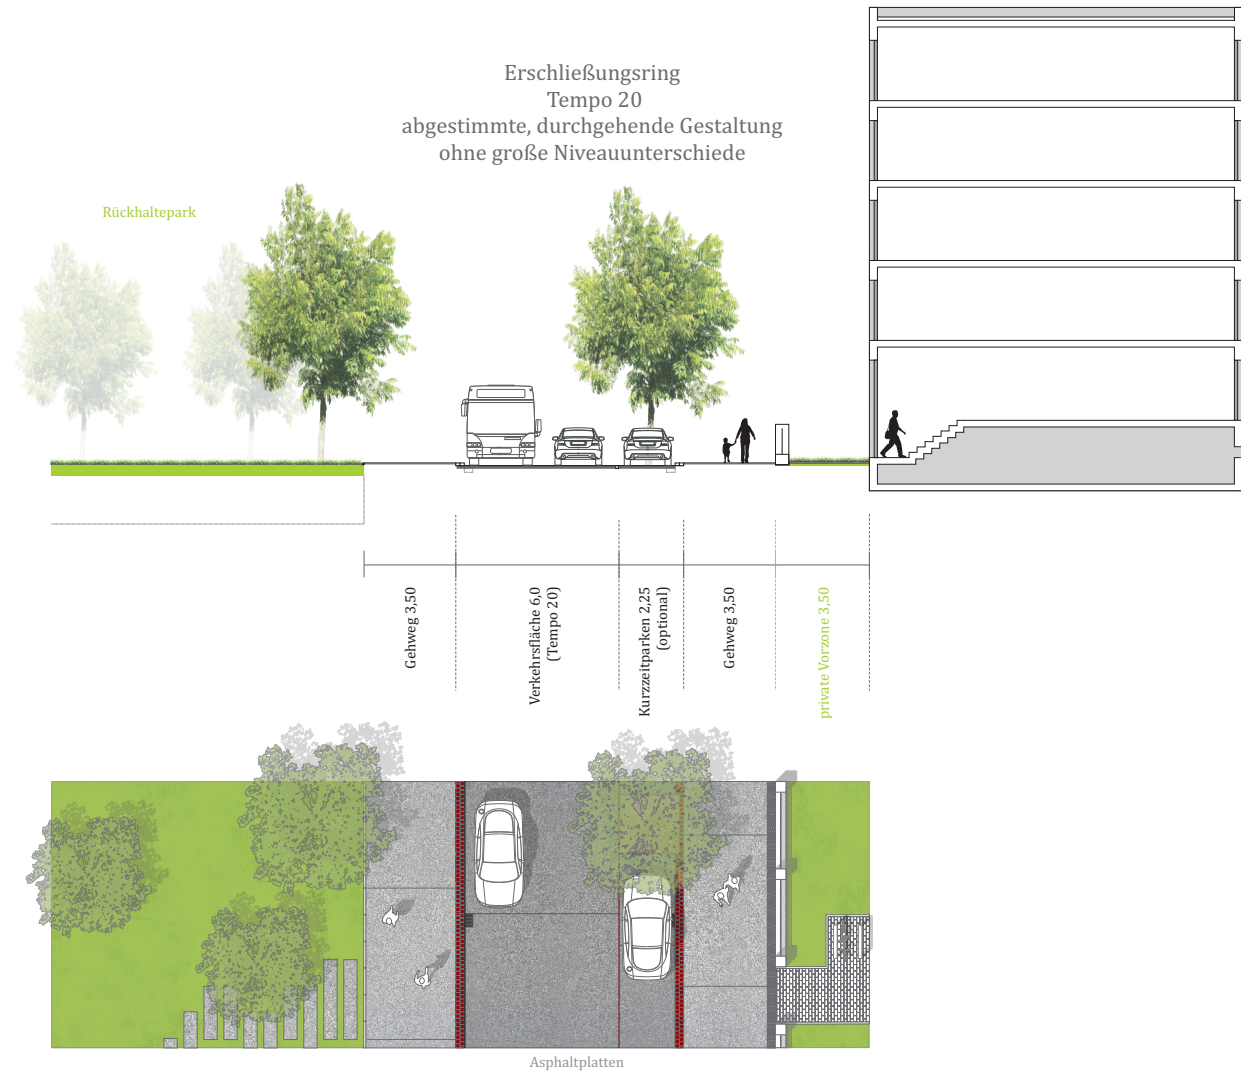 Erschließungsring
Tempo 20
abgestimmte, durchgehende Gestaltung
ohne große Niveauunterschiede
Rückhaltepark
Gehweg 3,50
Verkehrsfläche 6,0
(Tempo 20)
Kurzzeitparken 2,25
(optional)
Gehweg 3,50
private Vorzone 3,50
Asphaltplatten